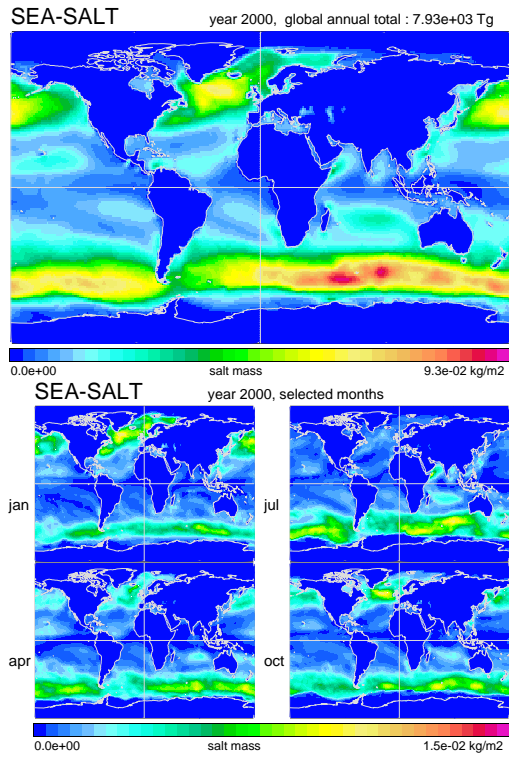 SEA-SALT year 2000, global annual total : 7.93e+03 Tg
0.0e+00 salt mass 9.3e-02 kg/m2
SEA-SALT year 2000, selected months
jan jul
apr oct
0.0e+00 salt mass 1.5e-02 kg/m2